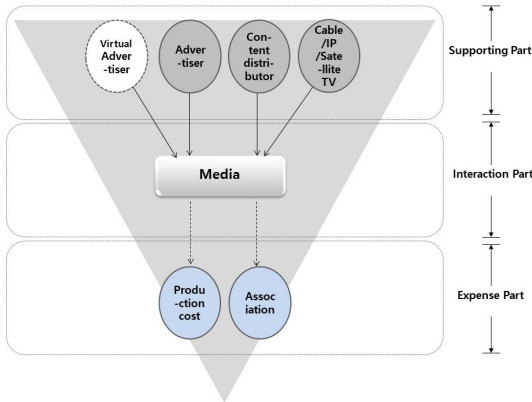 Virtual
Adver
-tiser
Adver
-tiser
Con-
tent
distri-
butor
Cable
/IP
/Sate
-llite
TV
Supporting Part
Media
Interaction Part
Produ
-ction
cost
Assoc
iation
Expense Part